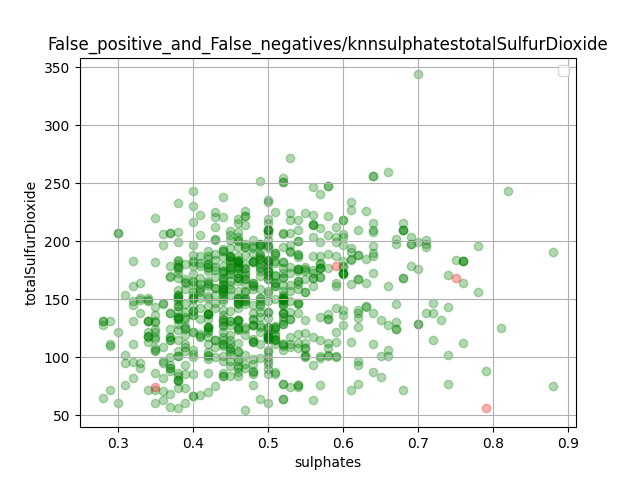 False_positive_and_False_negatives/knnsulphatestotalSulfurDioxide
350
300
250
200
150
100
50
totalSulfurDioxide
0.3 0.4 0.5 0.6 0.7 0.8 0.9
sulphates